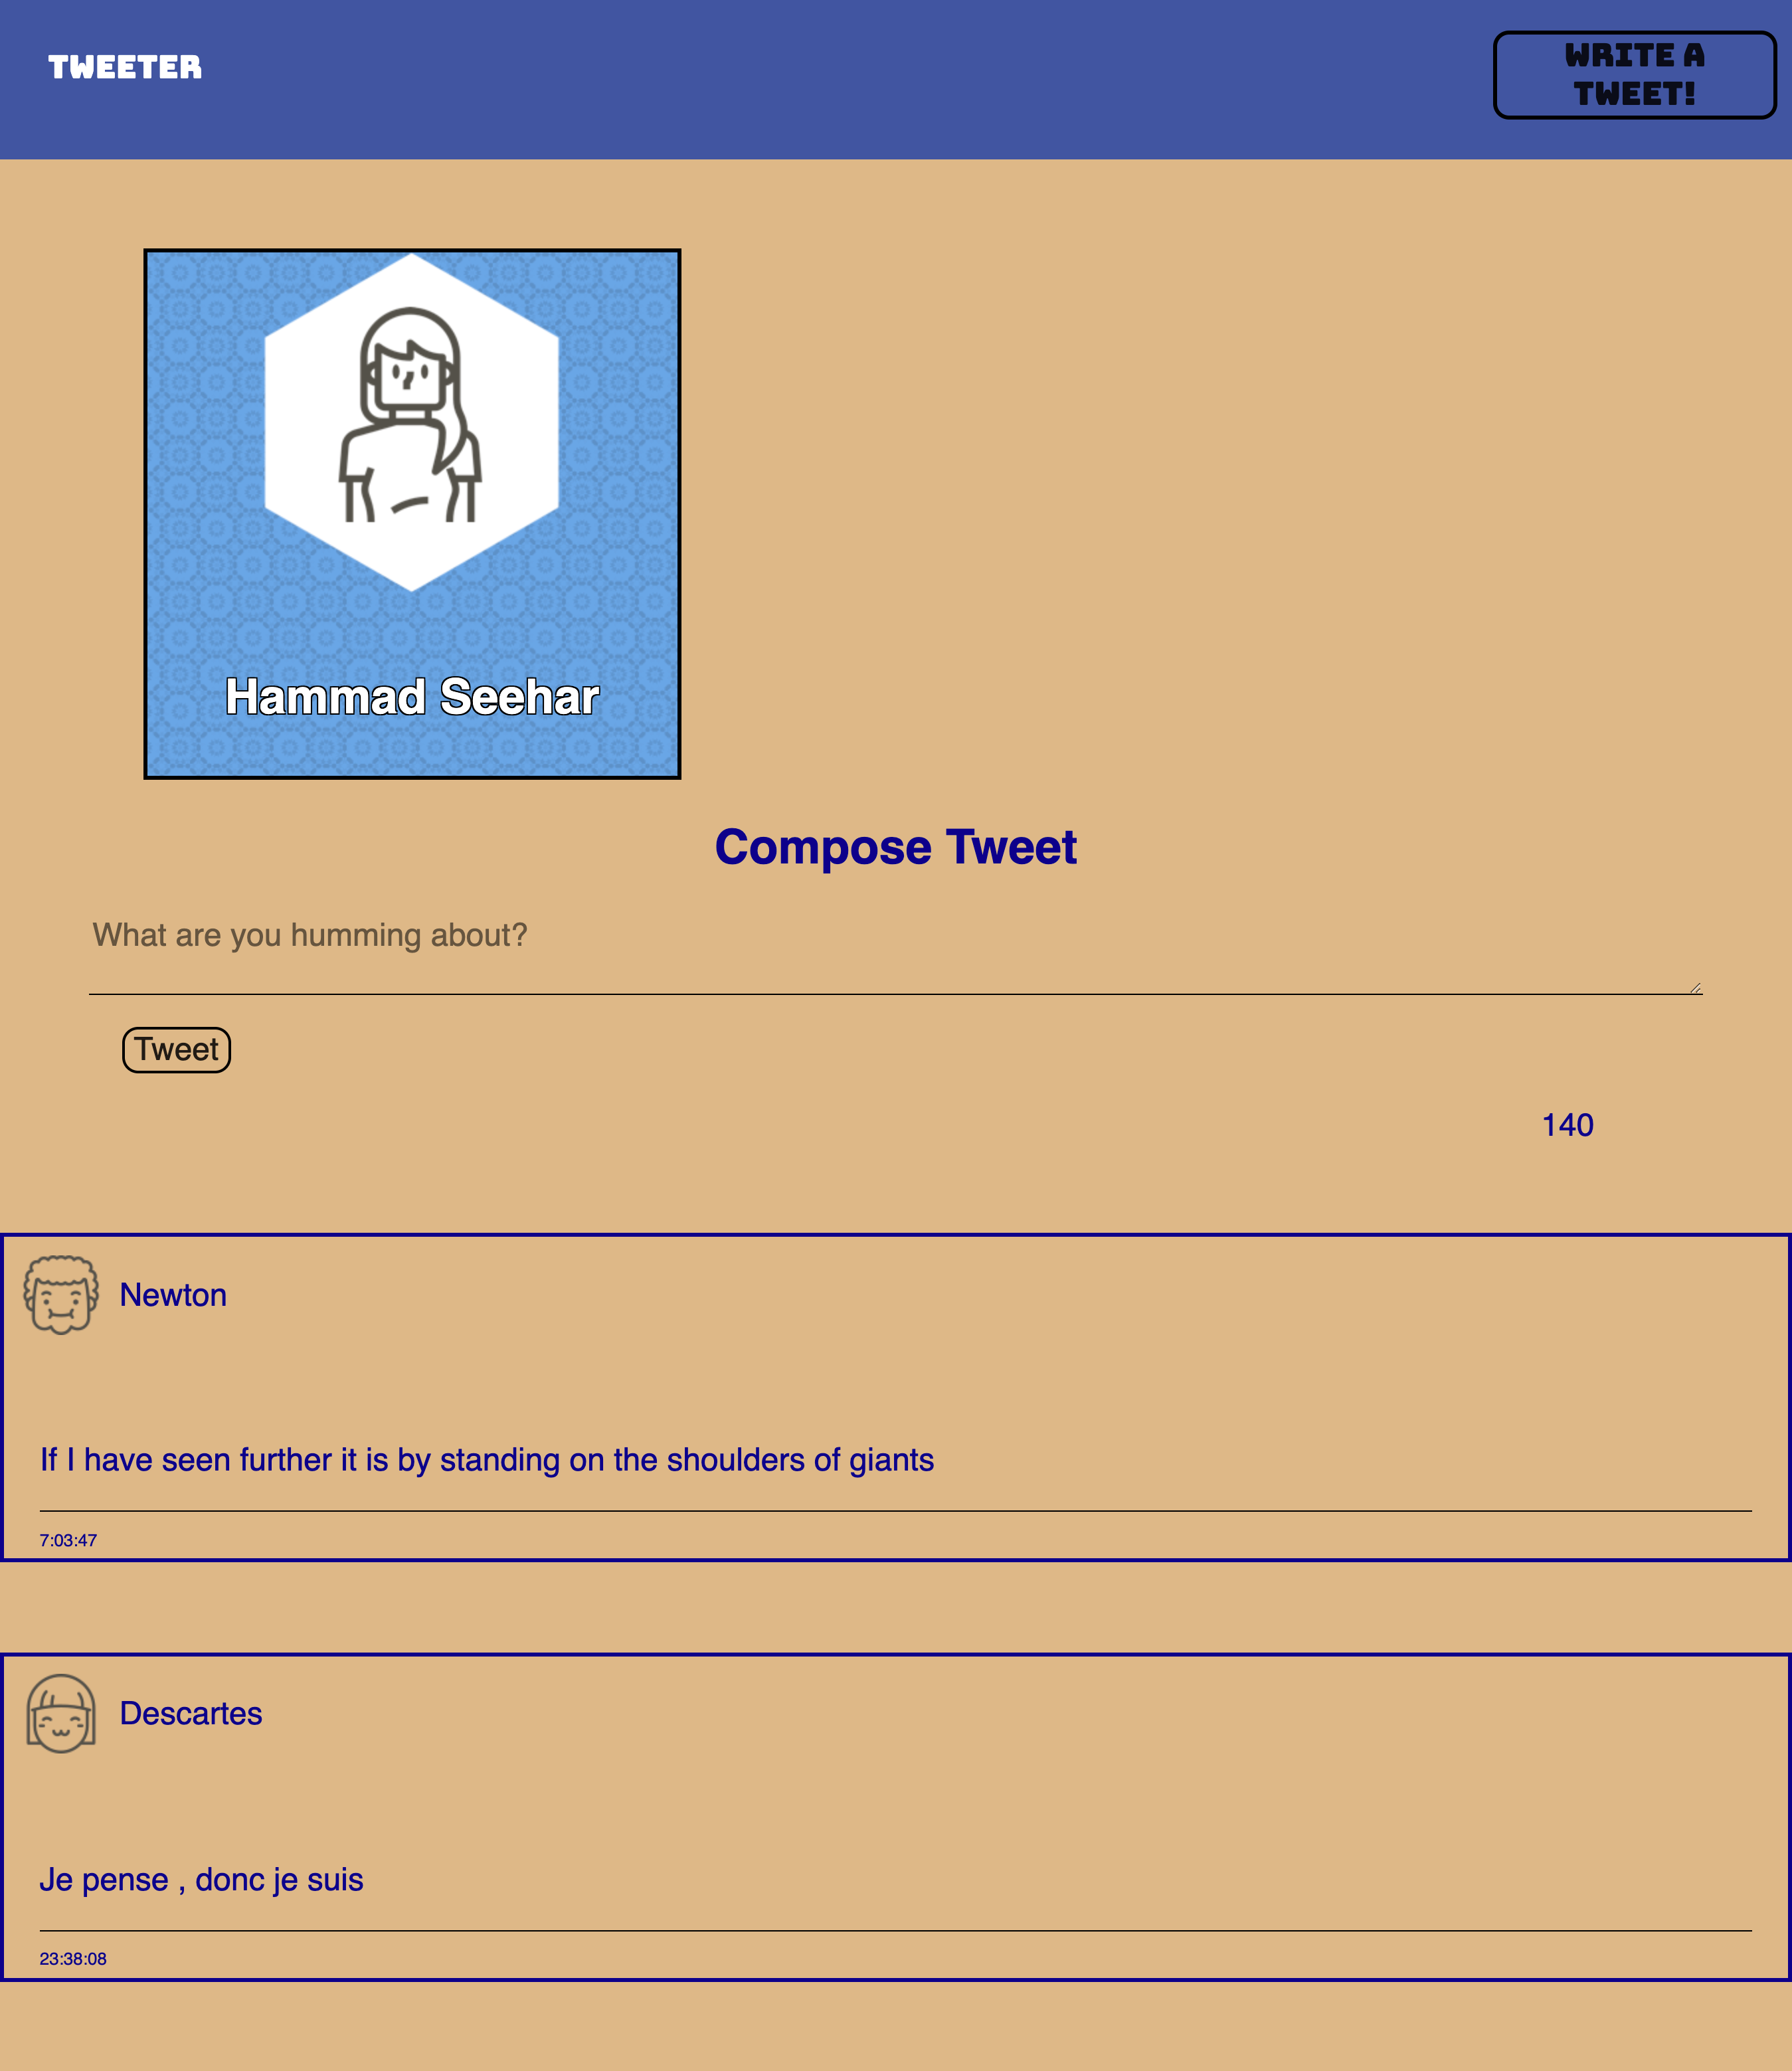 TWEETER
WRITE A
TWEET!
Hammad Seehar
Compose Tweet
What are you humming about?
Tweet
140
Newton
If I have seen further it is by standing on the shoulders of giants
7:03:47
Descartes
Je pense , donc je suis
23:38:08